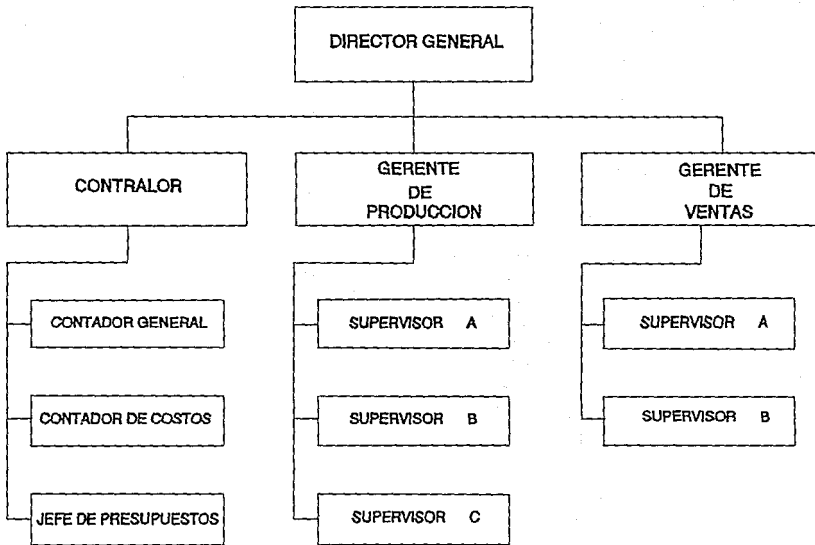 DIRECTOR GENERAL
CONTRALOR
GERENTE
DE
PRODUCCION
GERENTE
DE
VENTAS
CONTADOR GENERAL
CONTADOR DE COSTOS
JEFE DE PRESUPUESTOS
SUPERVISOR A
SUPERVISOR B
SUPERVISOR C
SUPERVISOR A
SUPERVISOR B